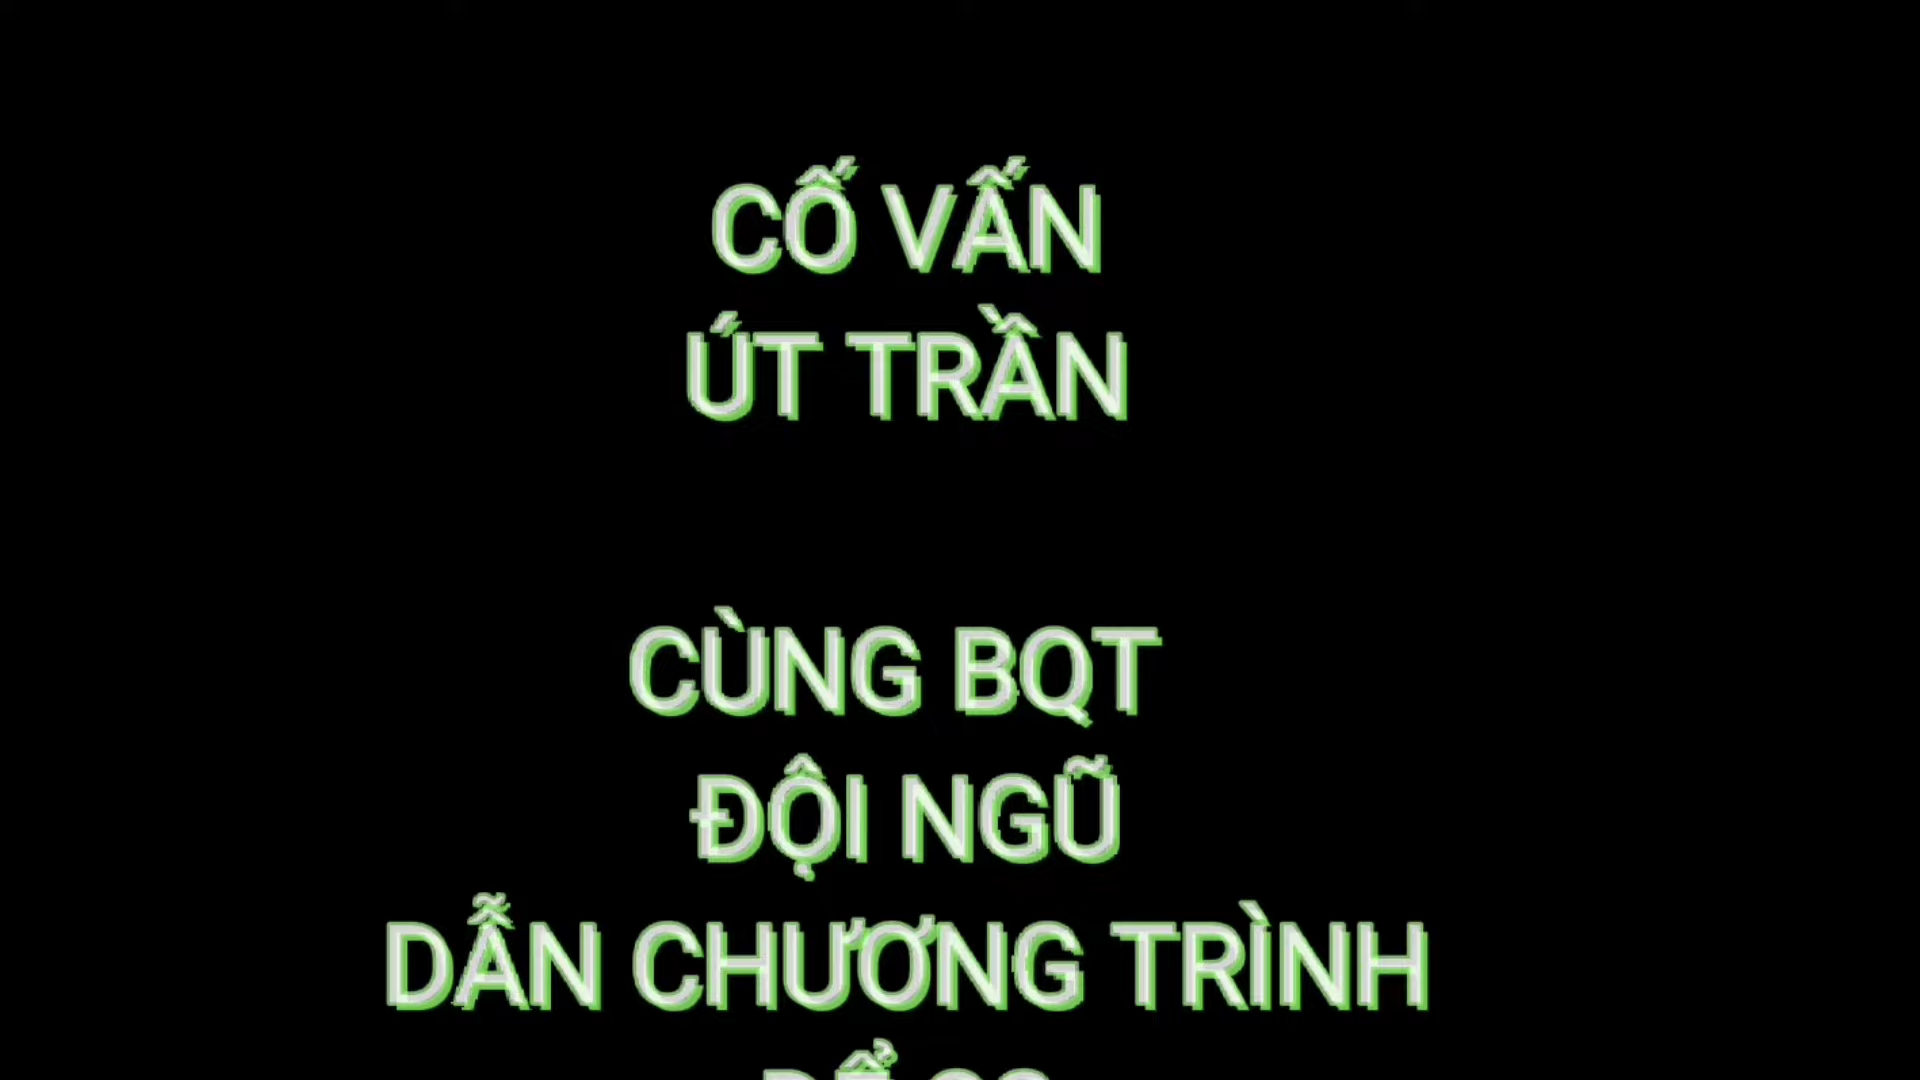 CỐ VẤN
ÚT TRẦN
CÙNG BQT
ĐỘI NGŨ
DẪN CHƯƠNG TRÌNH